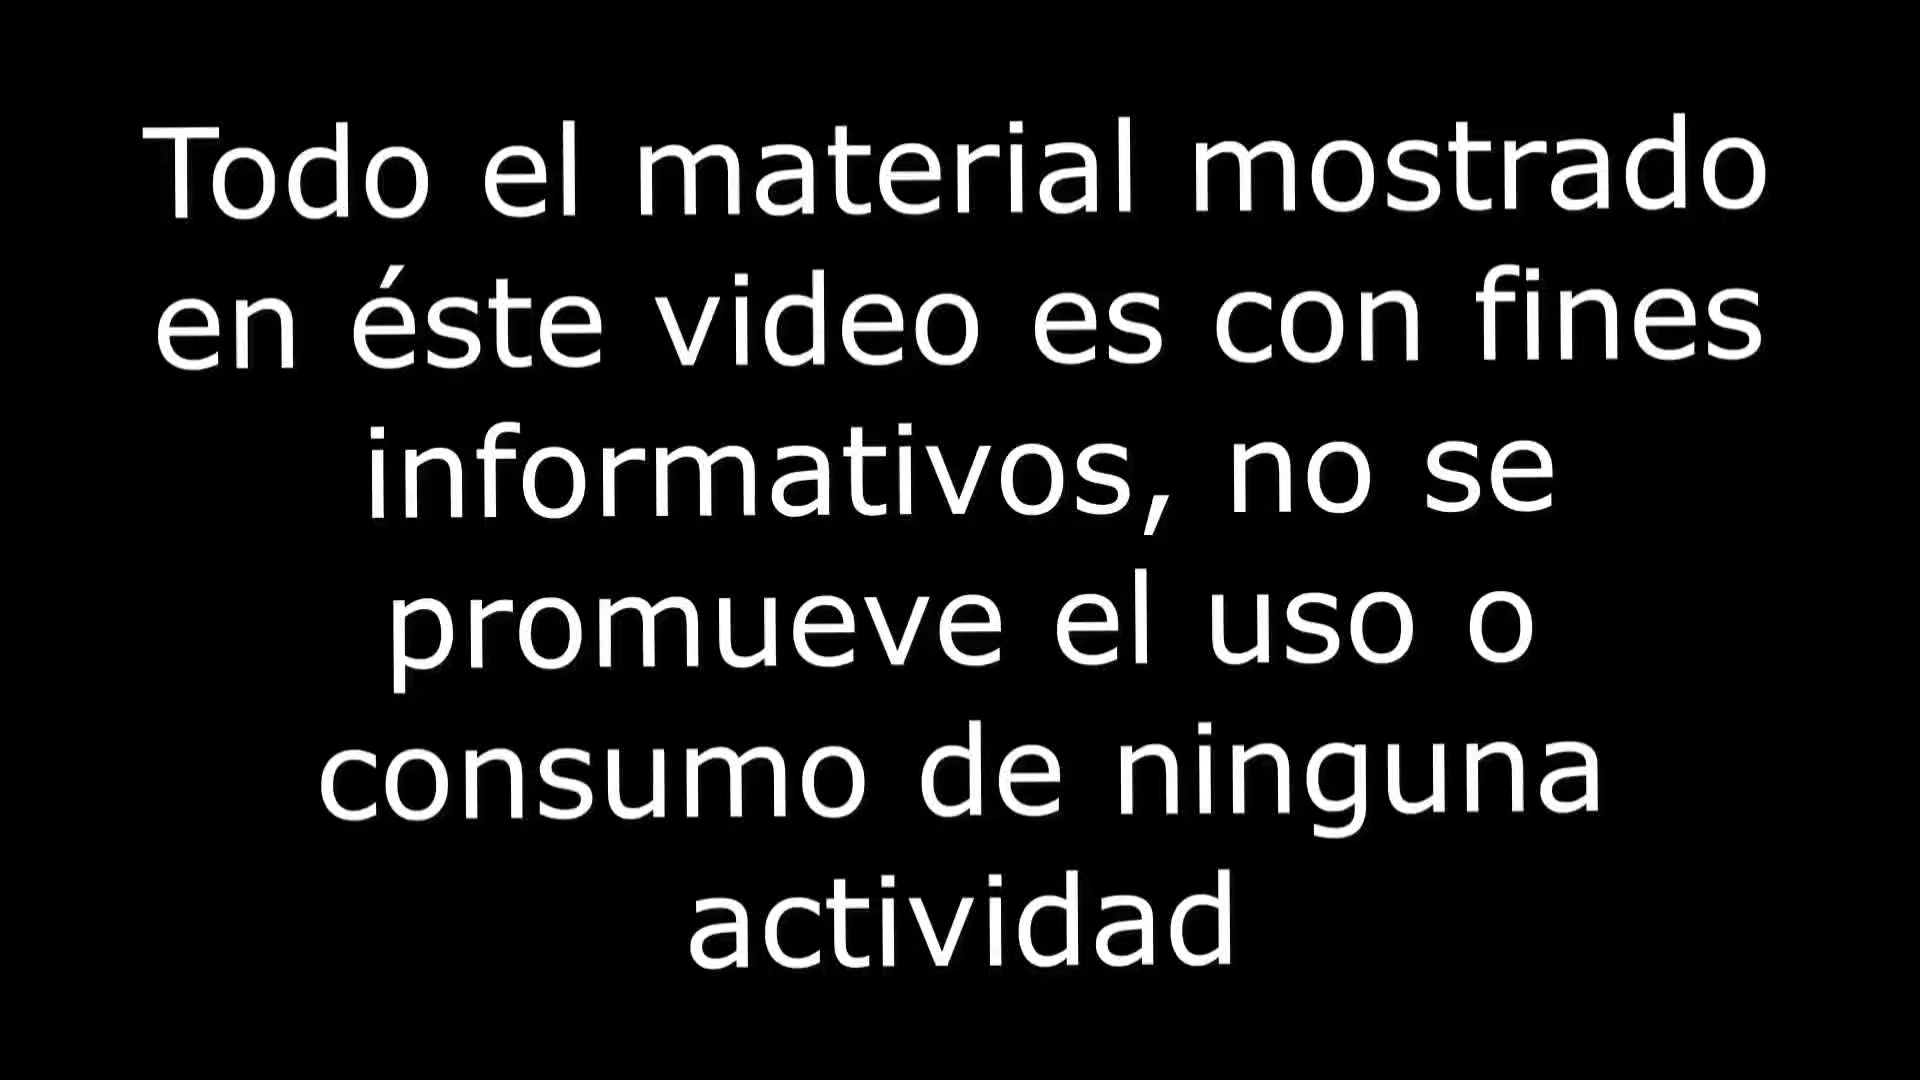 Todo el material mostrado
en éste video es con fines
informativos, no se
promueve el uso o
consumo de ninguna
actividad